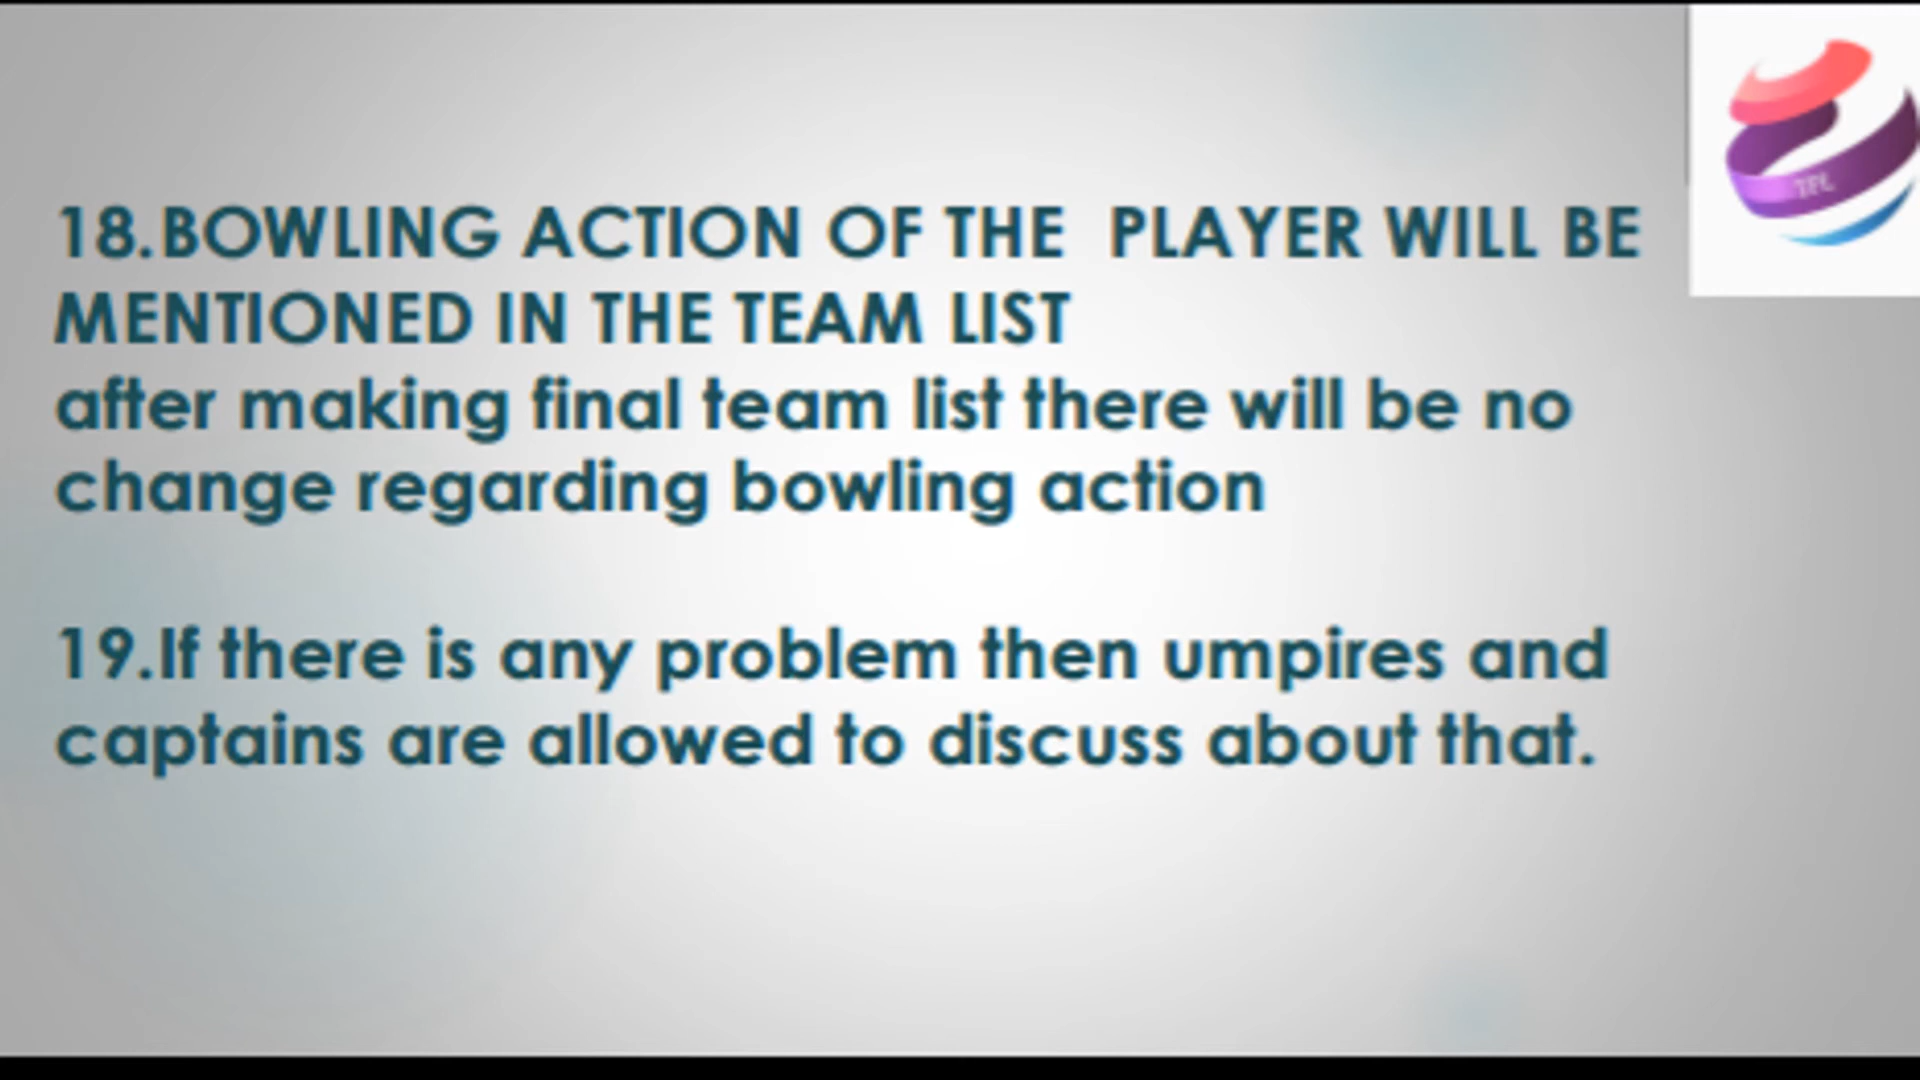 18.BOWLING ACTION OF THE  PLAYER WILL BE
MENTIONED IN THE TEAM LIST
after making final team list there will be no
change regarding bowling action
19.If there is any problem then umpires and
captains are allowed to discuss about that.
TPL